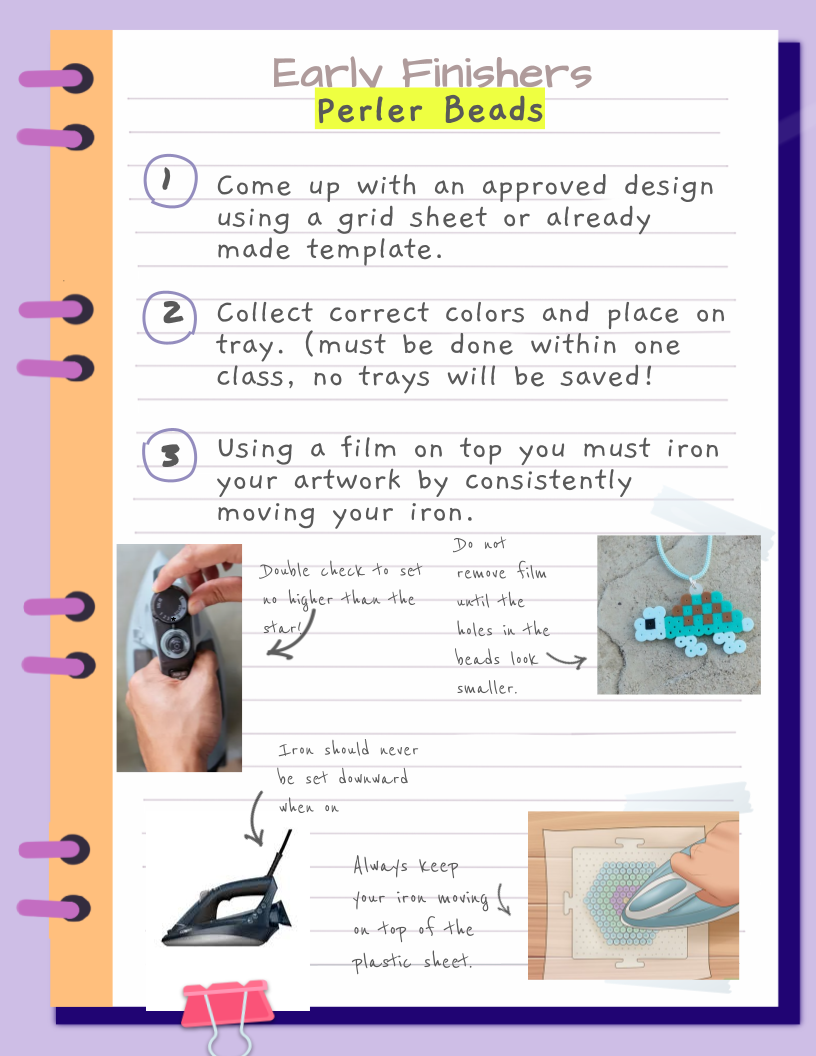 Early Finishers
Perler Beads
1
Come up with an approved design
using a grid sheet or already
made template.
2
Collect correct colors and place on
tray. (must be done within one
class, no trays will be saved!
3
Using a film on top you must iron
your artwork by consistently
moving your iron.
Double check to set
no higher than the
star!
Do not
remove film
until the
holes in the
beads look
smaller.
Iron should never
be set downward
when on
Always keep
your iron moving
on top of the
plastic sheet.